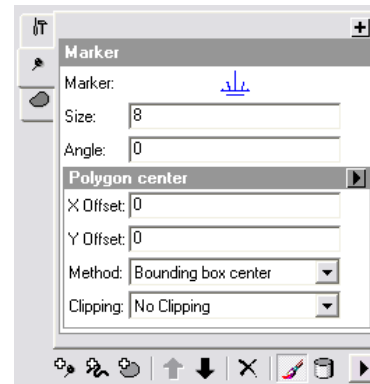 Marker
Marker:
Size: 8
Angle: 0
Polygon center
X Offset: 0
Y Offset: 0
Method: Bounding box center
Clipping: No Clipping